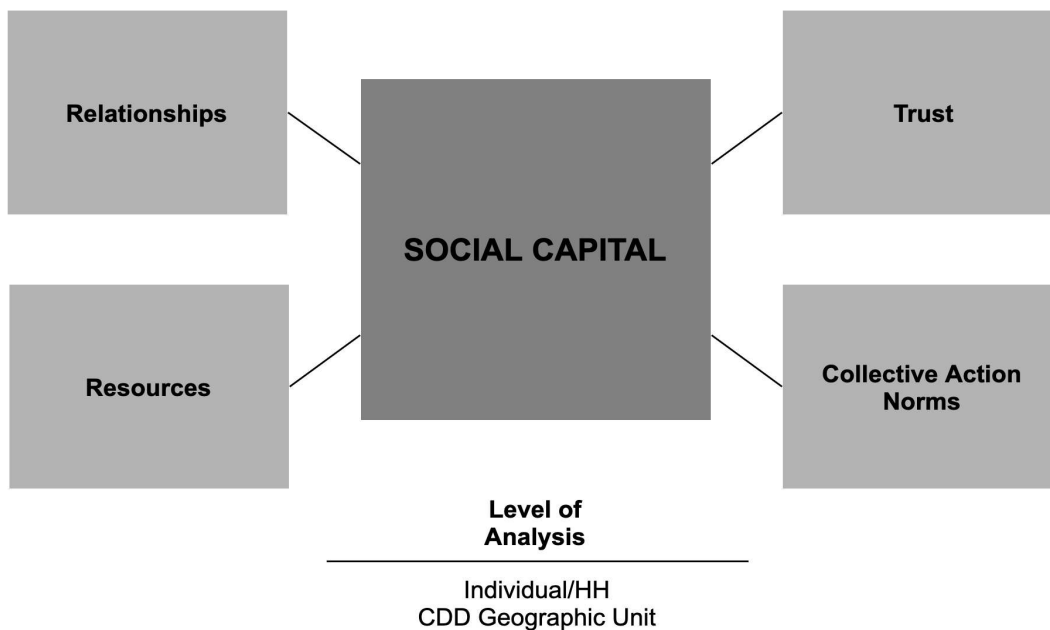 Relationships
Trust
SOCIAL CAPITAL
Resources
Collective Action
Norms
Level of
Analysis
Individual/HH
CDD Geographic Unit